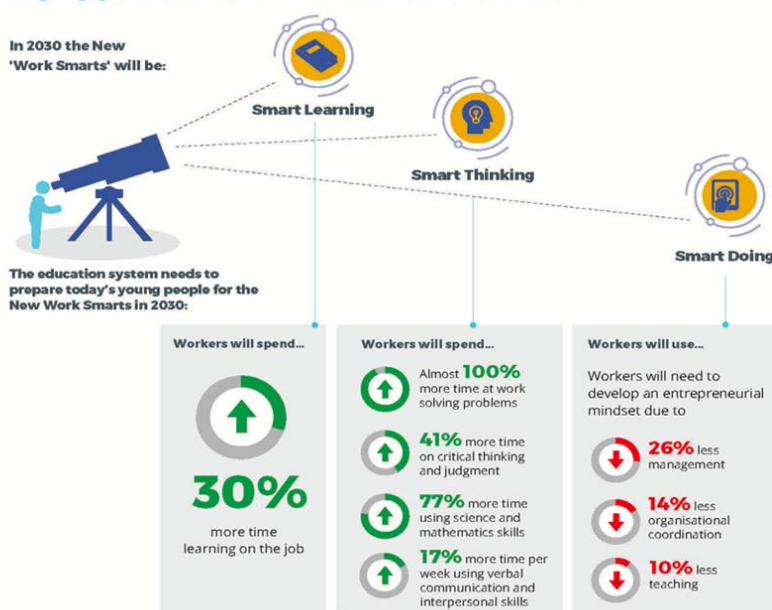 In 2030 the New
'Work Smarts' will be:
Smart Learning
Smart Thinking
Smart Doing
The education system needs to
prepare today's young people for the
New Work Smarts in 2030:
Workers will spend...
30%
more time
learning on the job
Workers will spend...
Almost 100%
more time at work
solving problems
41% more time
on critical thinking
and judgment
77% more time
using science and
mathematics skills
17% more time per
week using verbal
communication and
interpersonal skills
Workers will use...
Workers will need to
develop an entrepreneurial
mindset due to
26% less
management
14% less
organisational
coordination
10% less
teaching